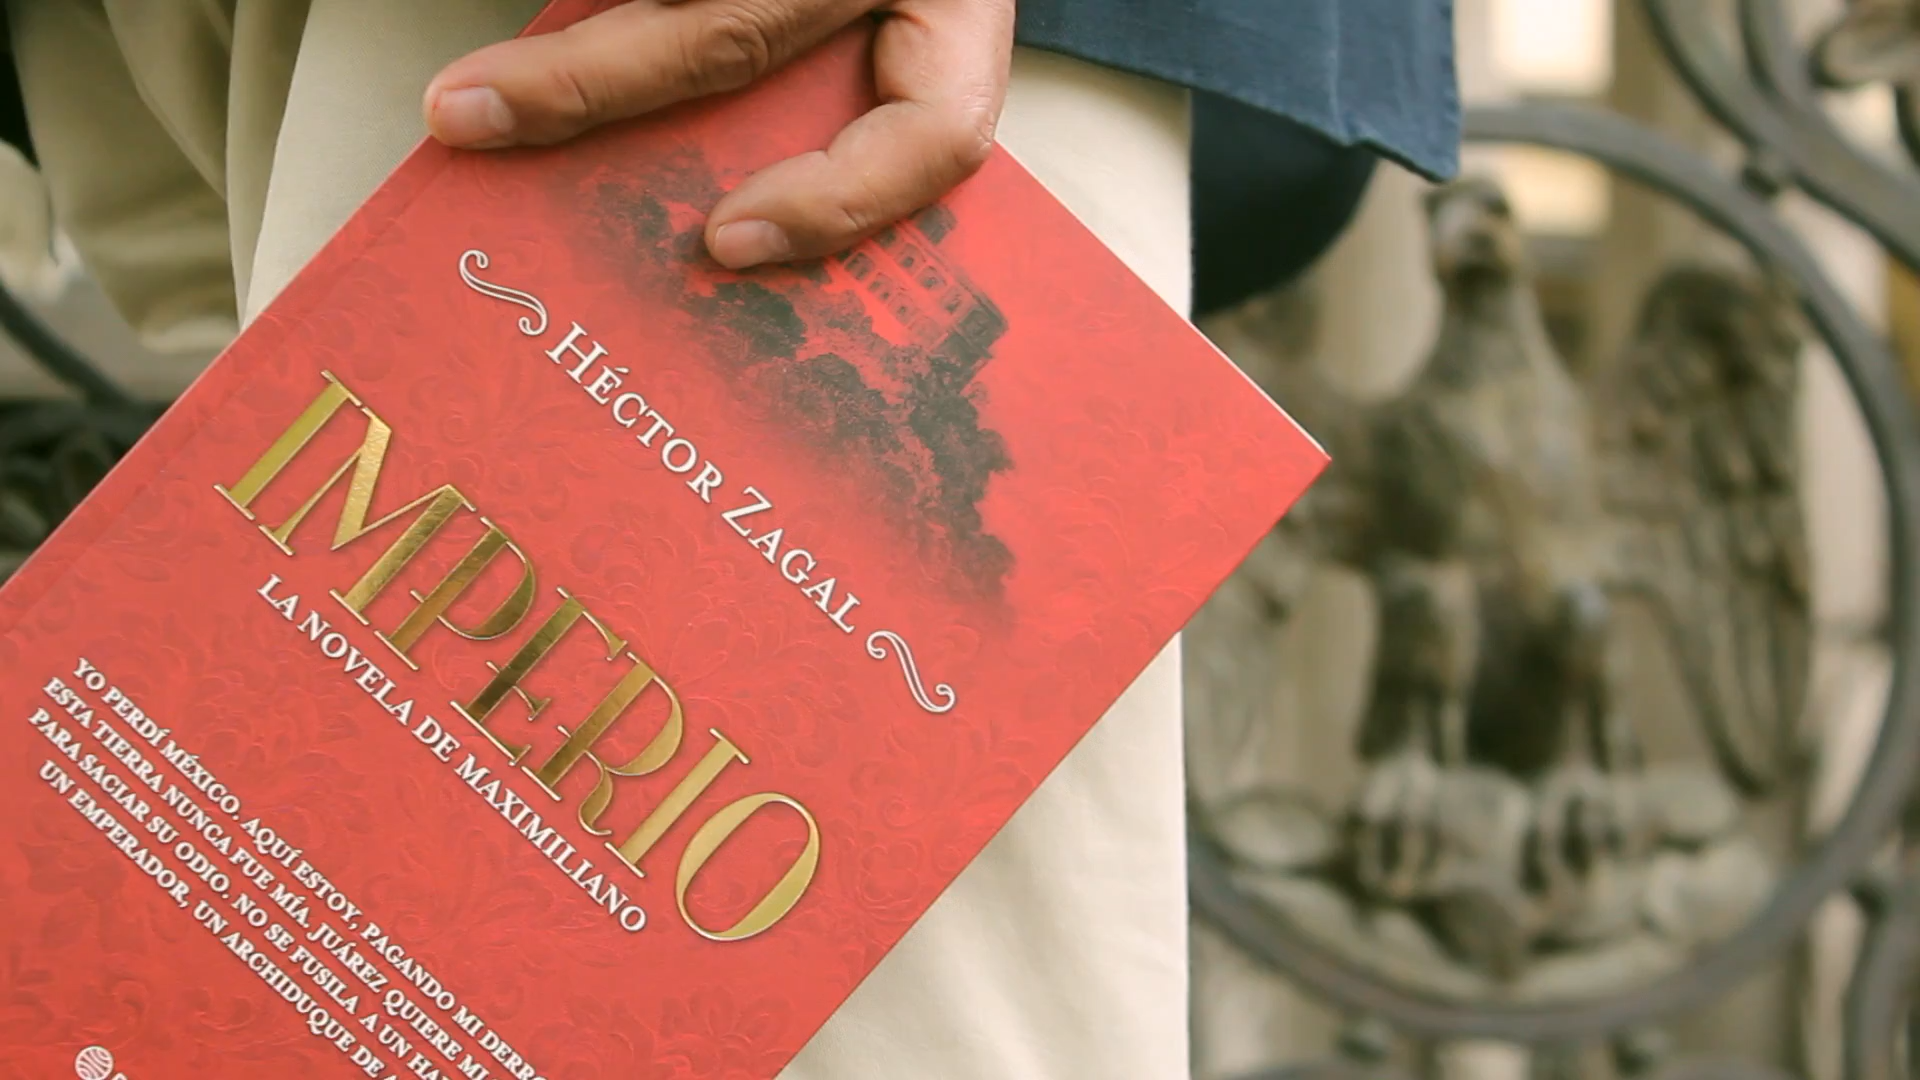 HÉCTOR ZAGAL
IMPERIO
LA NOVELA DE MAXIMILIANO
YO PERDÍ MÉXICO. AQUÍ ESTOY, PAGANDO MI
ESTA TIERRA NUNCA FUE MÍA. JUÁREZ QUIERE
PARA SACIAR SU ODIO. NO SE FUSILA A UN
UN EMPERADOR, UN ARCHIDUQUE DE